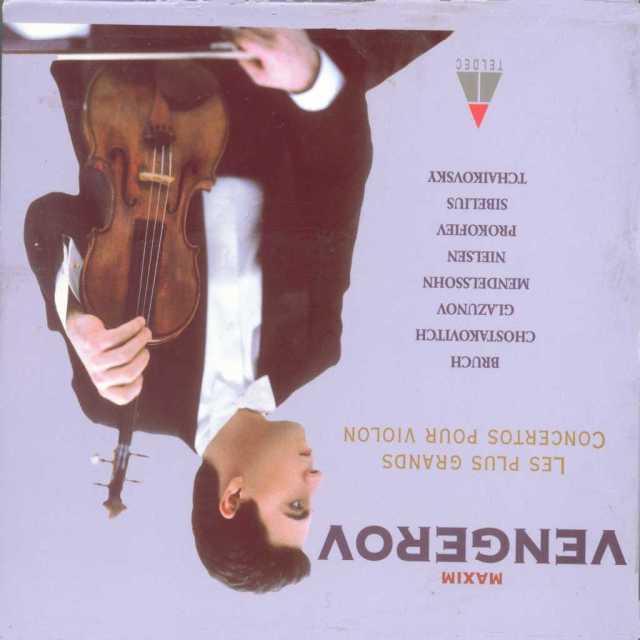 MAXIM
VENGEROV
LES PLUS GRANDS
CONCERTOS POUR VIOLON
BRUCH
CHOSTAKOVITCH
GLAZUNOV
MENDELSSOHN
NIELSEN
PROKOFIEV
SIBELIUS
TCHAIKOVSKY
TELDEC